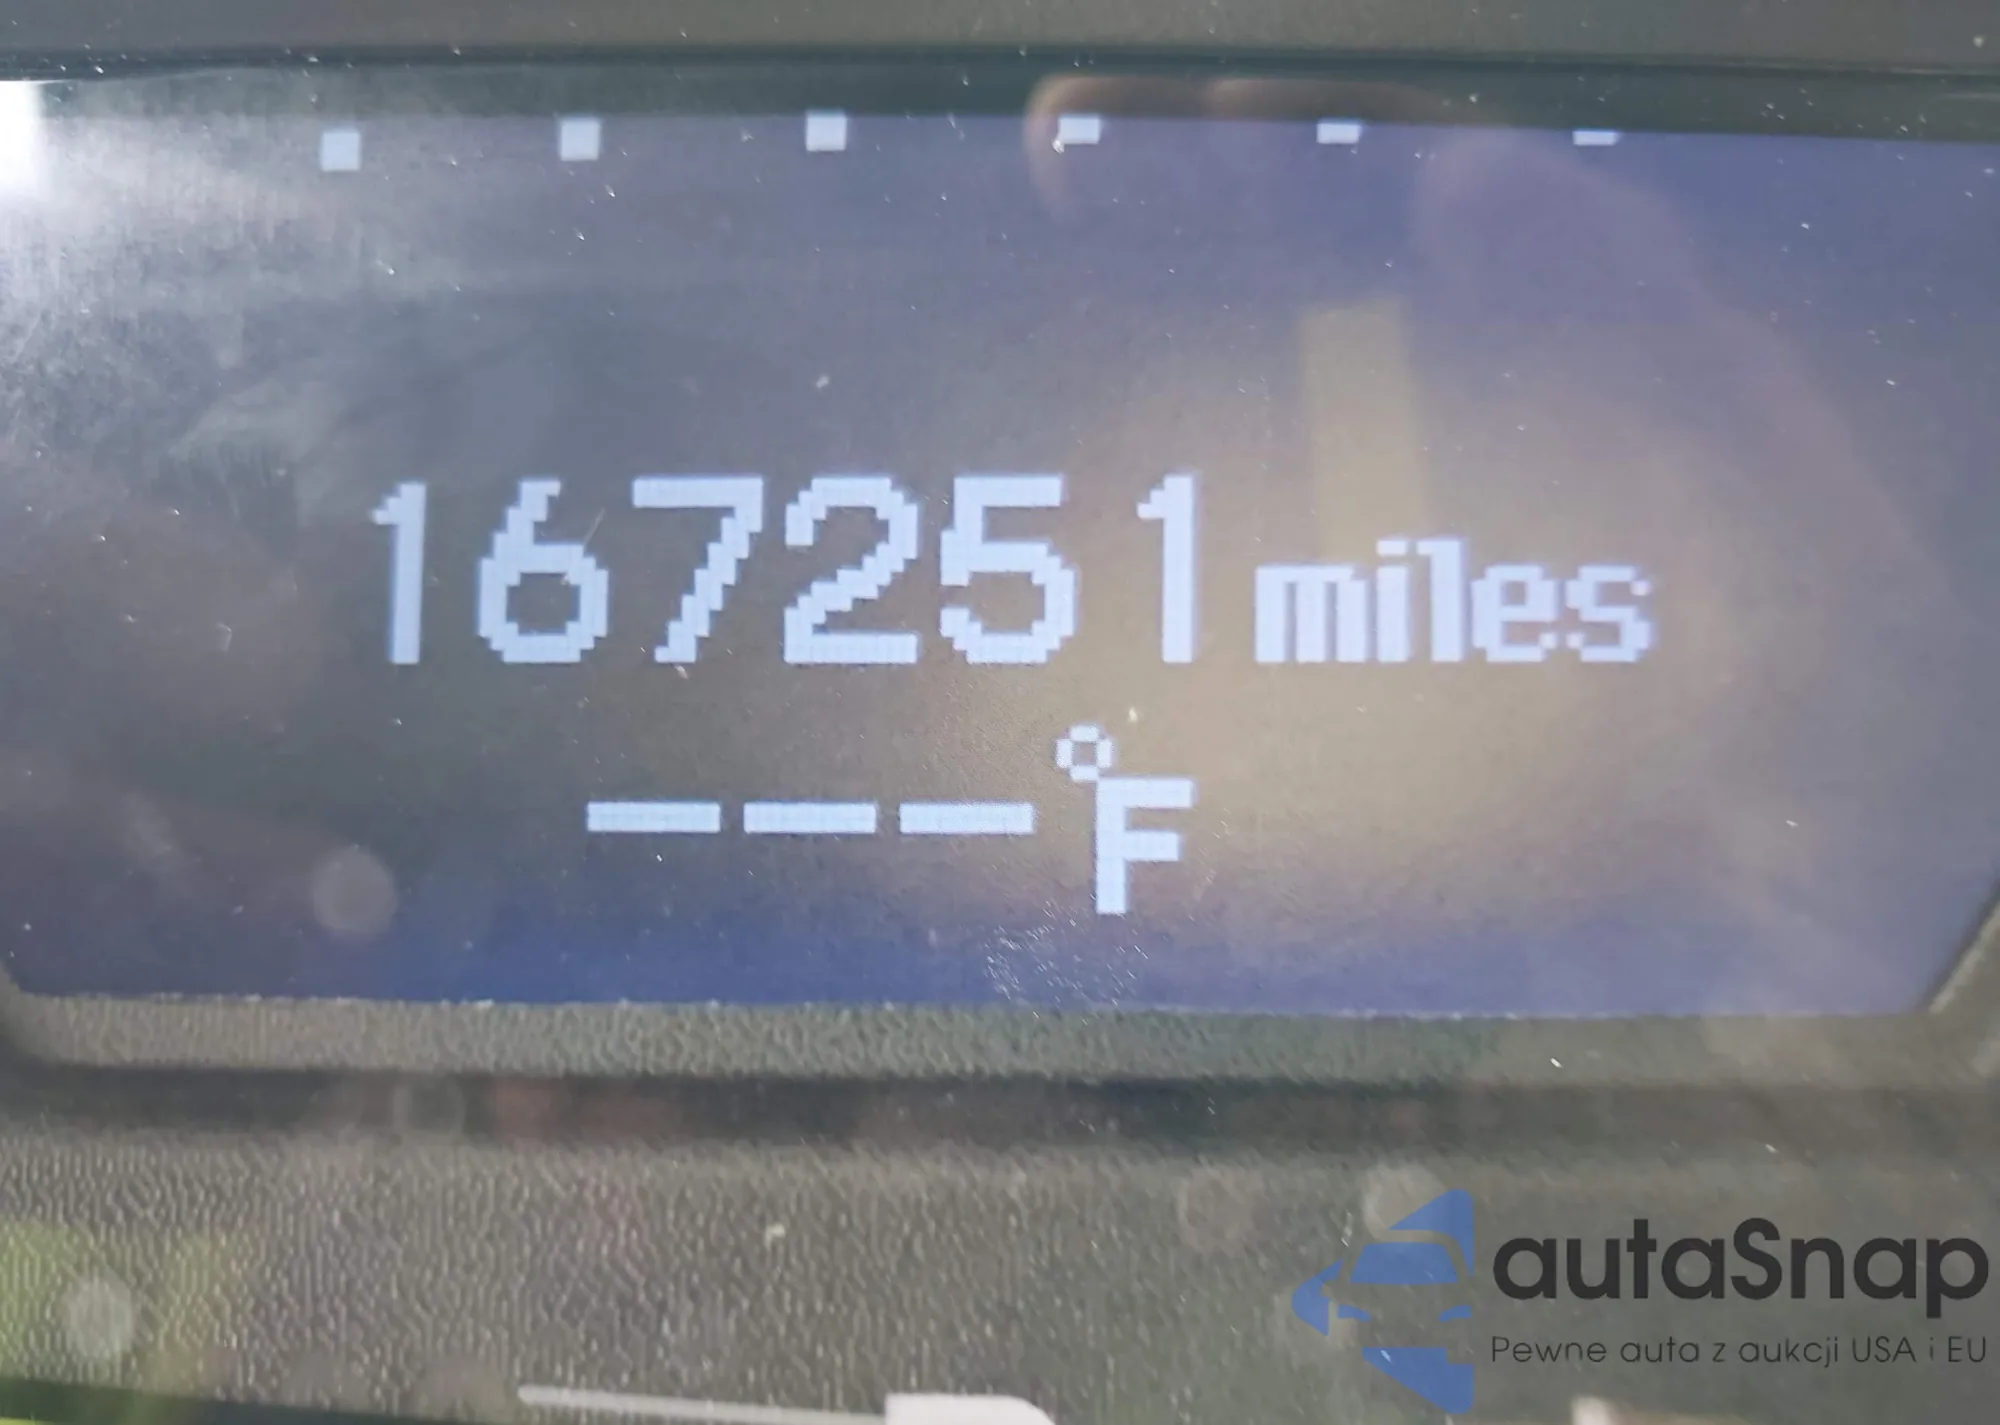 167251 miles
---°F
autaSnap
Pewne auta z aukcji USA i EU